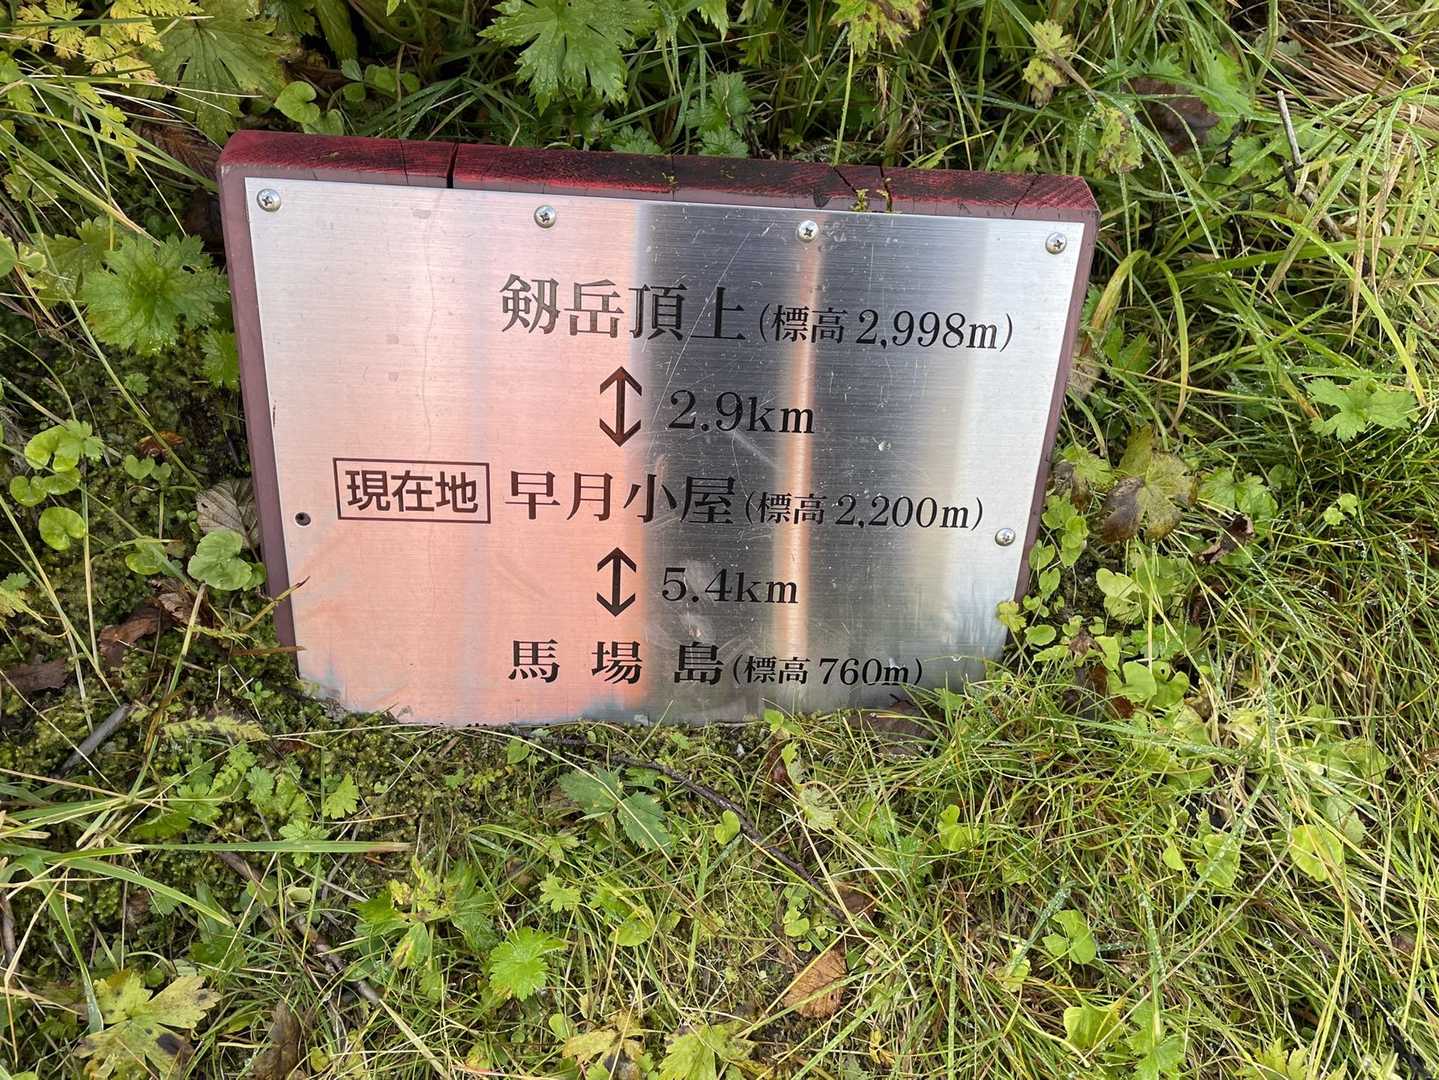 剱岳頂上(標高2,998m)
↕ 2.9km
現在地 早月小屋(標高2,200m)
↕ 5.4km
馬場島(標高760m)